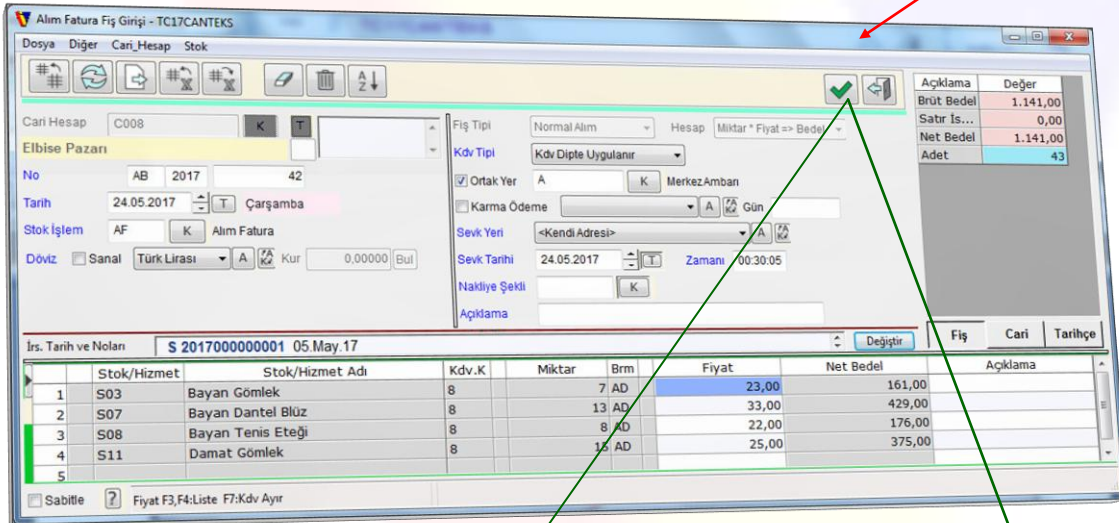 Alım Fatura Fiş Girişi - TC17CANTEKS
Dosya Diğer Cari_Hesap Stok
Açıklama Değer
Brüt Bedel 1.141,00
Satır Is... 0,00
Net Bedel 1.141,00
Adet 43
Cari Hesap C008 K T
Elbise Pazarı
No AB 2017 42
Tarih 24.05.2017 T Çarşamba
Stok İşlem AF K Alım Fatura
Döviz Sanal Türk Lirası A Kur 0,00000 Bul
Fiş Tipi Normal Alım Hesap Miktar * Fiyat => Bedel
Kdv Tipi Kdv Dipte Uygulanır
Ortak Yer A K Merkez Ambarı
Karma Ödeme A Gün
Sevk Yeri <Kendi Adresi> A
Sevk Tarihi 24.05.2017 T Zamanı 00:30:05
Nakliye Şekli K
Açıklama
Fiş Cari Tarihçe
İrs. Tarih ve Noları S 2017000000001 05.May.17 Değiştir
Stok/Hizmet Stok/Hizmet Adı Kdv.K Miktar Brm Fiyat Net Bedel Açıklama
1 S03 Bayan Gömlek 8 7 AD 23,00 161,00
2 S07 Bayan Dantel Blüz 8 13 AD 33,00 429,00
3 S08 Bayan Tenis Eteği 8 8 AD 22,00 176,00
4 S11 Damat Gömlek 8 15 AD 25,00 375,00
5
Sabitle ? Fiyat F3,F4:Liste F7:Kdv Ayır